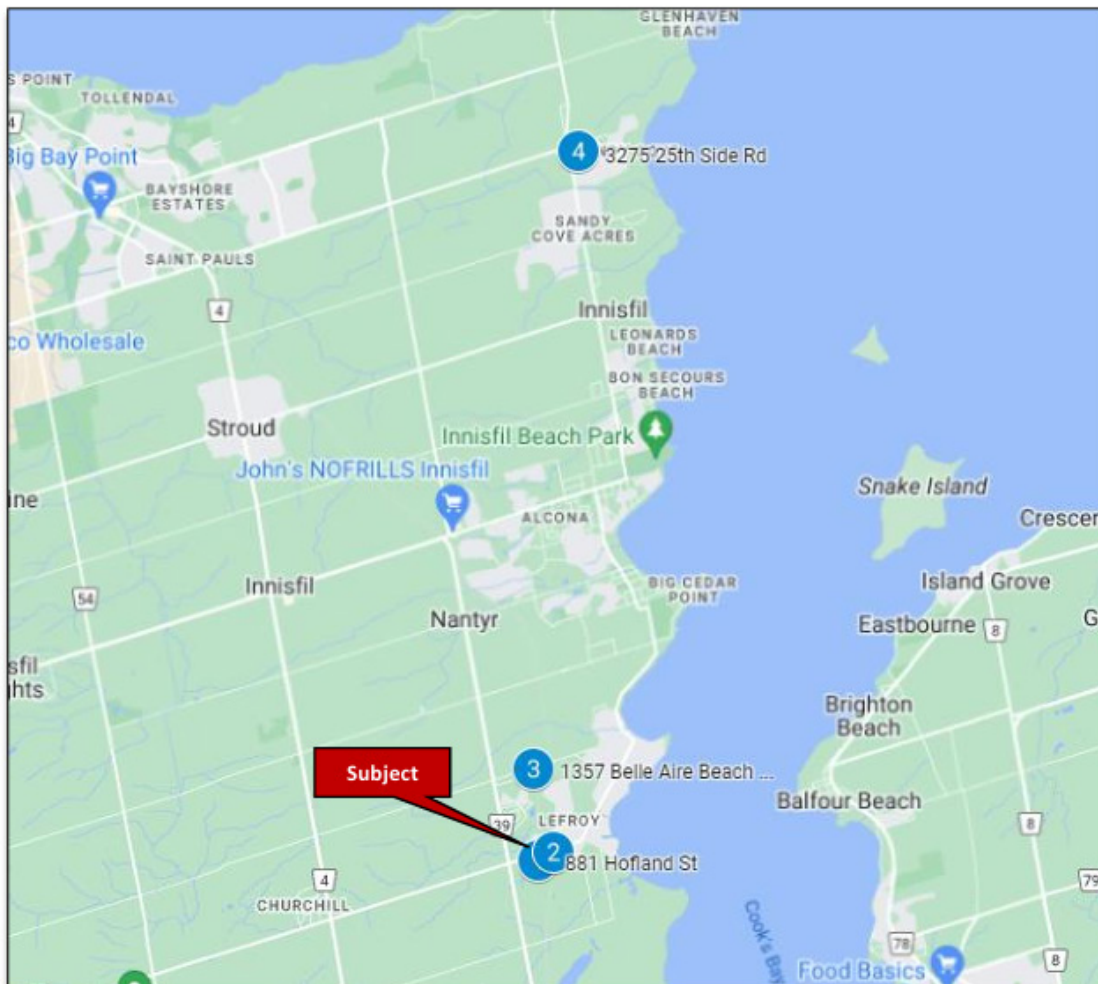 GLENHAVEN
BEACH
S POINT
TOLLENDAL
4
Big Bay Point
4
3275 25th Side Rd
BAYSHORE
ESTATES
SANDY
COVE ACRES
SAINT PAULS
4
Innisfil
co Wholesale
LEONARDS
BEACH
BON SECOURS
BEACH
Stroud
Innisfil Beach Park
John's NOFRILLS Innisfil
Snake Island
ine
ALCONA
Crescen
Innisfil
BIG CEDAR
POINT
Island Grove
54
Nantyr
Eastbourne
8
G
sfil
ghts
Brighton
Beach
Subject
3
1357 Belle Aire Beach ...
Balfour Beach
39
LEFROY
8
2
881 Hofland St
4
CHURCHILL
79
Cook's Bay
78
8
Food Basics